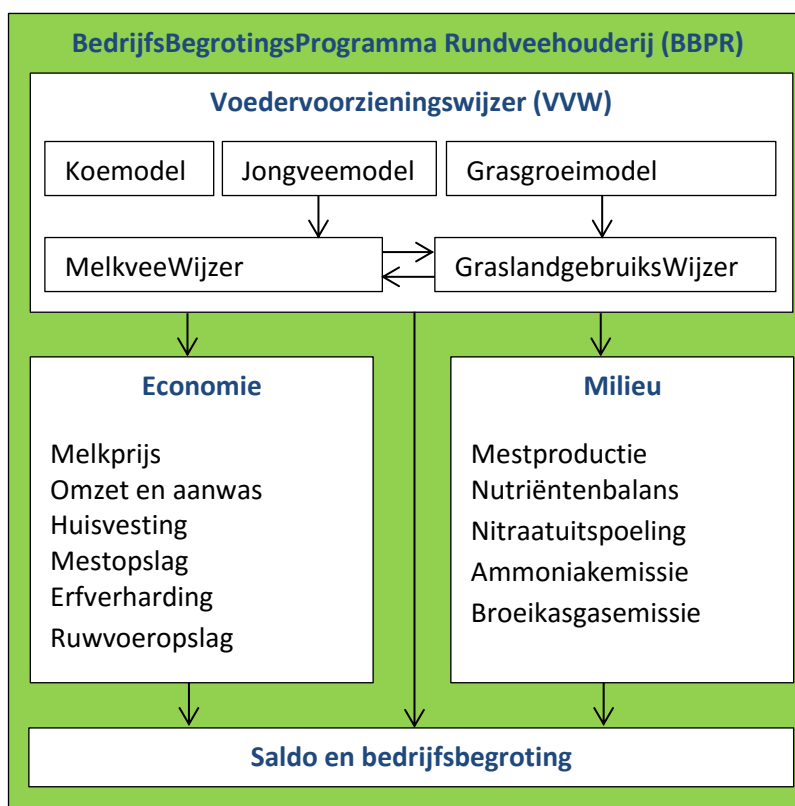 BedrijfsBegrotingsProgramma Rundveehouderij (BBPR)
Voedervoorzieningswijzer (VVW)
Koemodel
Jongveemodel
Grasgroeimodel
MelkveeWijzer
GraslandgebruiksWijzer
Economie
Melkprijs
Omzet en aanwas
Huisvesting
Mestopslag
Erfverharding
Ruwvoeropslag
Milieu
Mestproductie
Nutriëntenbalans
Nitraatuitspoeling
Ammoniakemissie
Broeikasgasemissie
Saldo en bedrijfsbegroting